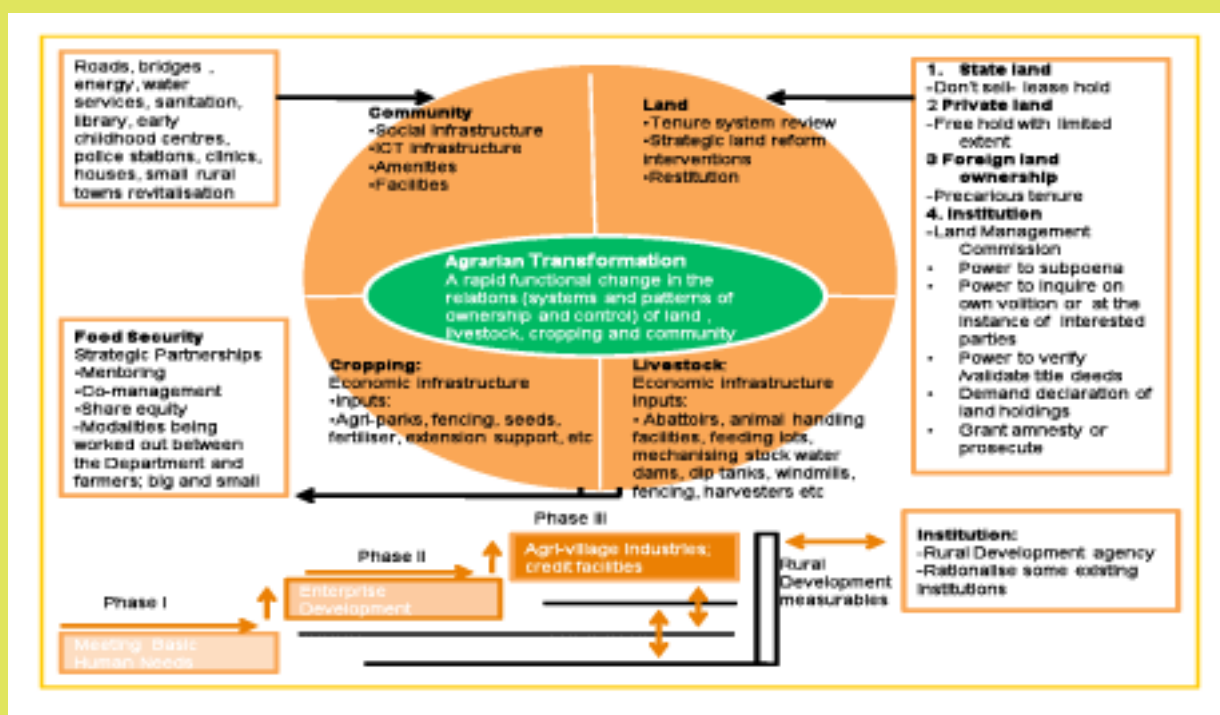 Roads, bridges ,
energy, water
services, sanitation,
library, early
childhood centres,
police stations, clinics,
houses, small rural
towns revitalisation
Community
-Social Infrastructure
-ICT Infrastructure
-Amenities
-Facilities
Land
-Tenure system review
-Strategic land reform
interventions
-Restitution
1. State land
-Don't sell- lease hold
2 Private land
-Free hold with limited
extent
3 Foreign land
ownership
-Precarious tenure
4. Institution
-Land Management
Commission
• Power to subpoena
• Power to inquire on
own volition or at the
instance of interested
parties
• Power to verify
/validate title deeds
• Demand declaration of
land holdings
• Grant amnesty or
prosecute
Agrarian Transformation
A rapid functional change in the
relations (systems and patterns of
ownership and control) of land ,
livestock, cropping and community
Food Security
Strategic Partnerships
-Mentoring
-Co-management
-Share equity
-Modalities being
worked out between
the Department and
farmers; big and small
Cropping:
Economic infrastructure
-Inputs:
-Agri-parks, fencing, seeds,
fertiliser, extension support, etc
Livestock:
Economic infrastructure
inputs:
-Abattoirs, animal handling
facilities, feeding lots,
mechanising stock water
dams, dip tanks, windmills,
fencing, harvesters etc
Phase III
Agri-village industries;
credit facilities
Phase II
Enterprise
Development
Phase I
Meeting Basic
Human Needs
Rural
Development
measurables
Institution:
-Rural Development agency
-Rationalise some existing
institutions